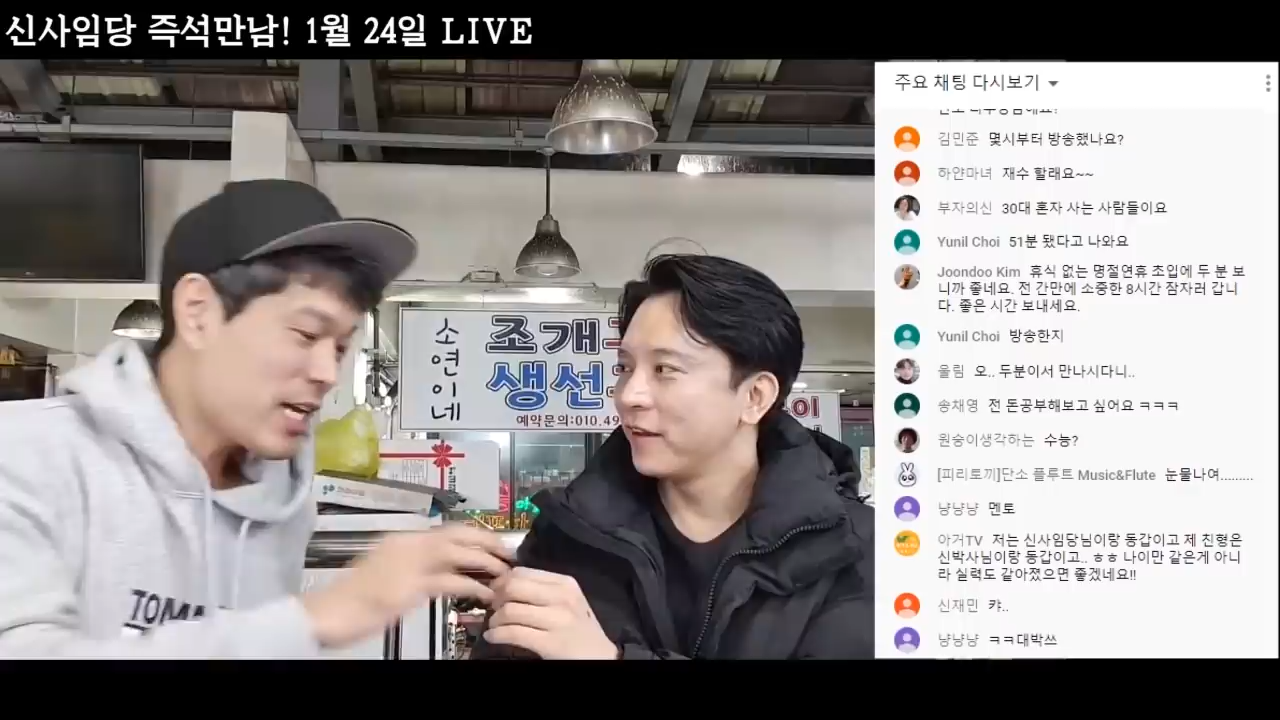 신사임당 즉석만남! 1월 24일 LIVE
주요 채팅 다시보기
김민준 몇시부터 방송했나요?
하얀마녀 재수 할래요~~
부자의신 30대 혼자 사는 사람들이요
Yunil Choi 51분 됐다고 나와요
Joondoo Kim 휴식 없는 명절연휴 초입에 두 분 보
니까 좋네요. 전 간만에 소중한 8시간 잠자러 갑니
다. 좋은 시간 보내세요.
Yunil Choi 방송한지
울림 오.. 두분이서 만나시다니..
송채영 전 돈공부해보고 싶어요 ㅋㅋㅋ
원숭이생각하는 수능?
[피리토끼]단소 플루트 Music&Flute 눈물나여.........
냥냥냥 멘토
아거TV 저는 신사임당님이랑 동갑이고 제 친형은
신박사님이랑 동갑이고.. ㅎㅎ 나이만 같은게 아니
라 실력도 같아졌으면 좋겠네요!!
신재민 캬..
냥냥냥 ㅋㅋ대박쓰
소연이네
조개
생선
예약문의:010.49
TOMM